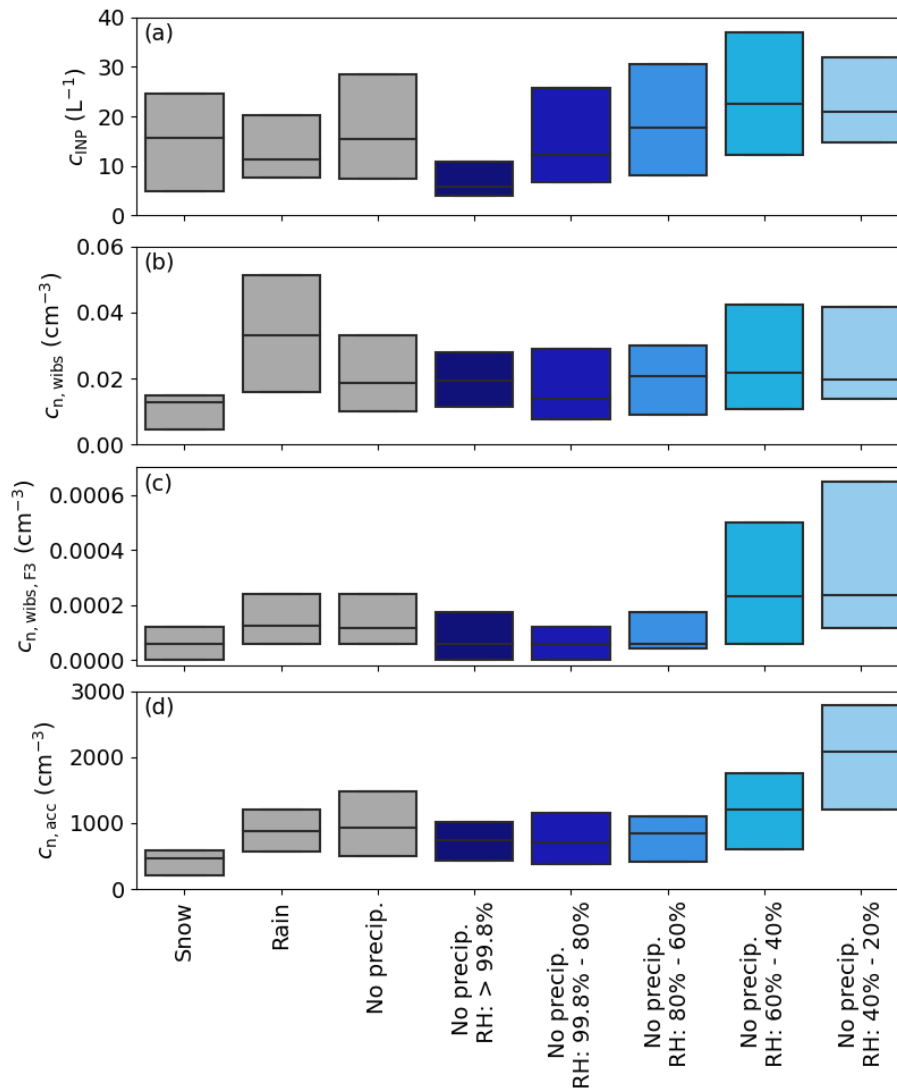 (a)
40
30
20
10
0
c_INP (L⁻¹)
(b)
0.06
0.04
0.02
0.00
c_n, wibs (cm⁻³)
(c)
0.0006
0.0004
0.0002
0.0000
c_n, wibs, F3 (cm⁻³)
(d)
3000
2000
1000
0
c_n, acc (cm⁻³)
Snow
Rain
No precip.
No precip.
RH: > 99.8%
No precip.
RH: 99.8% - 80%
No precip.
RH: 80% - 60%
No precip.
RH: 60% - 40%
No precip.
RH: 40% - 20%